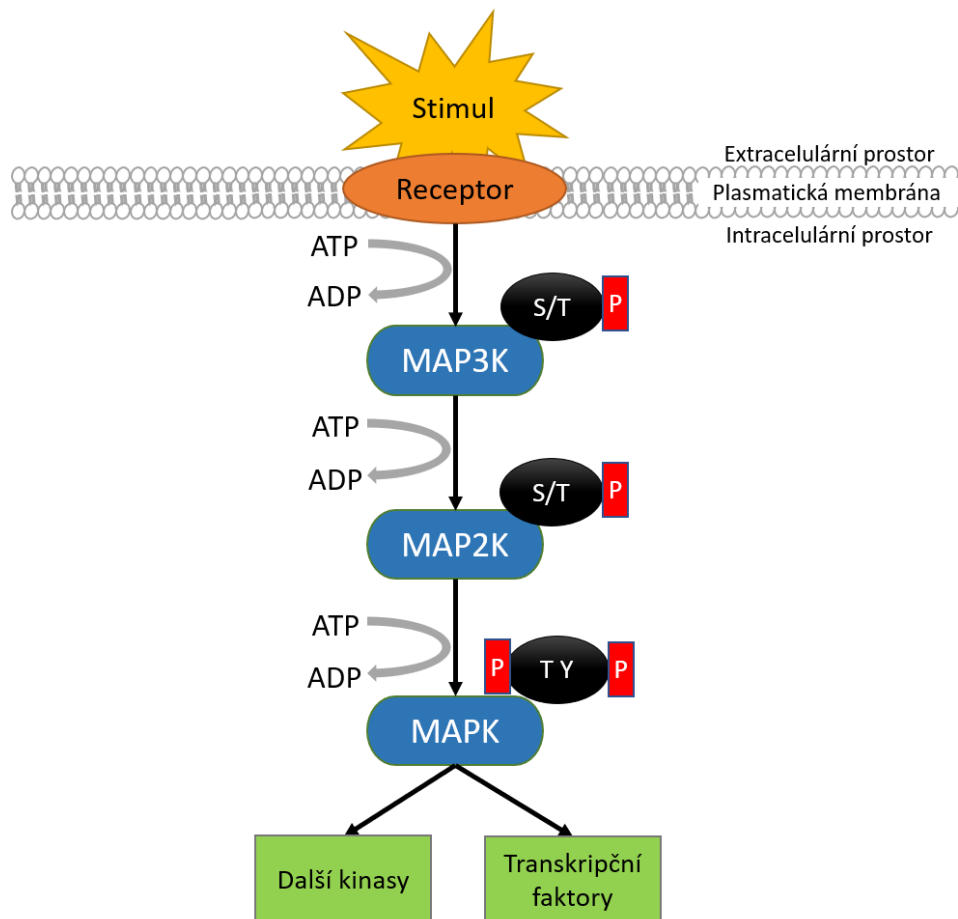 Stimul
Receptor
Extracelulární prostor
Plasmatická membrána
Intracelulární prostor
ATP
ADP
S/T
P
MAP3K
ATP
ADP
S/T
P
MAP2K
ATP
ADP
P
T Y
P
MAPK
Další kinasy
Transkripční
faktory